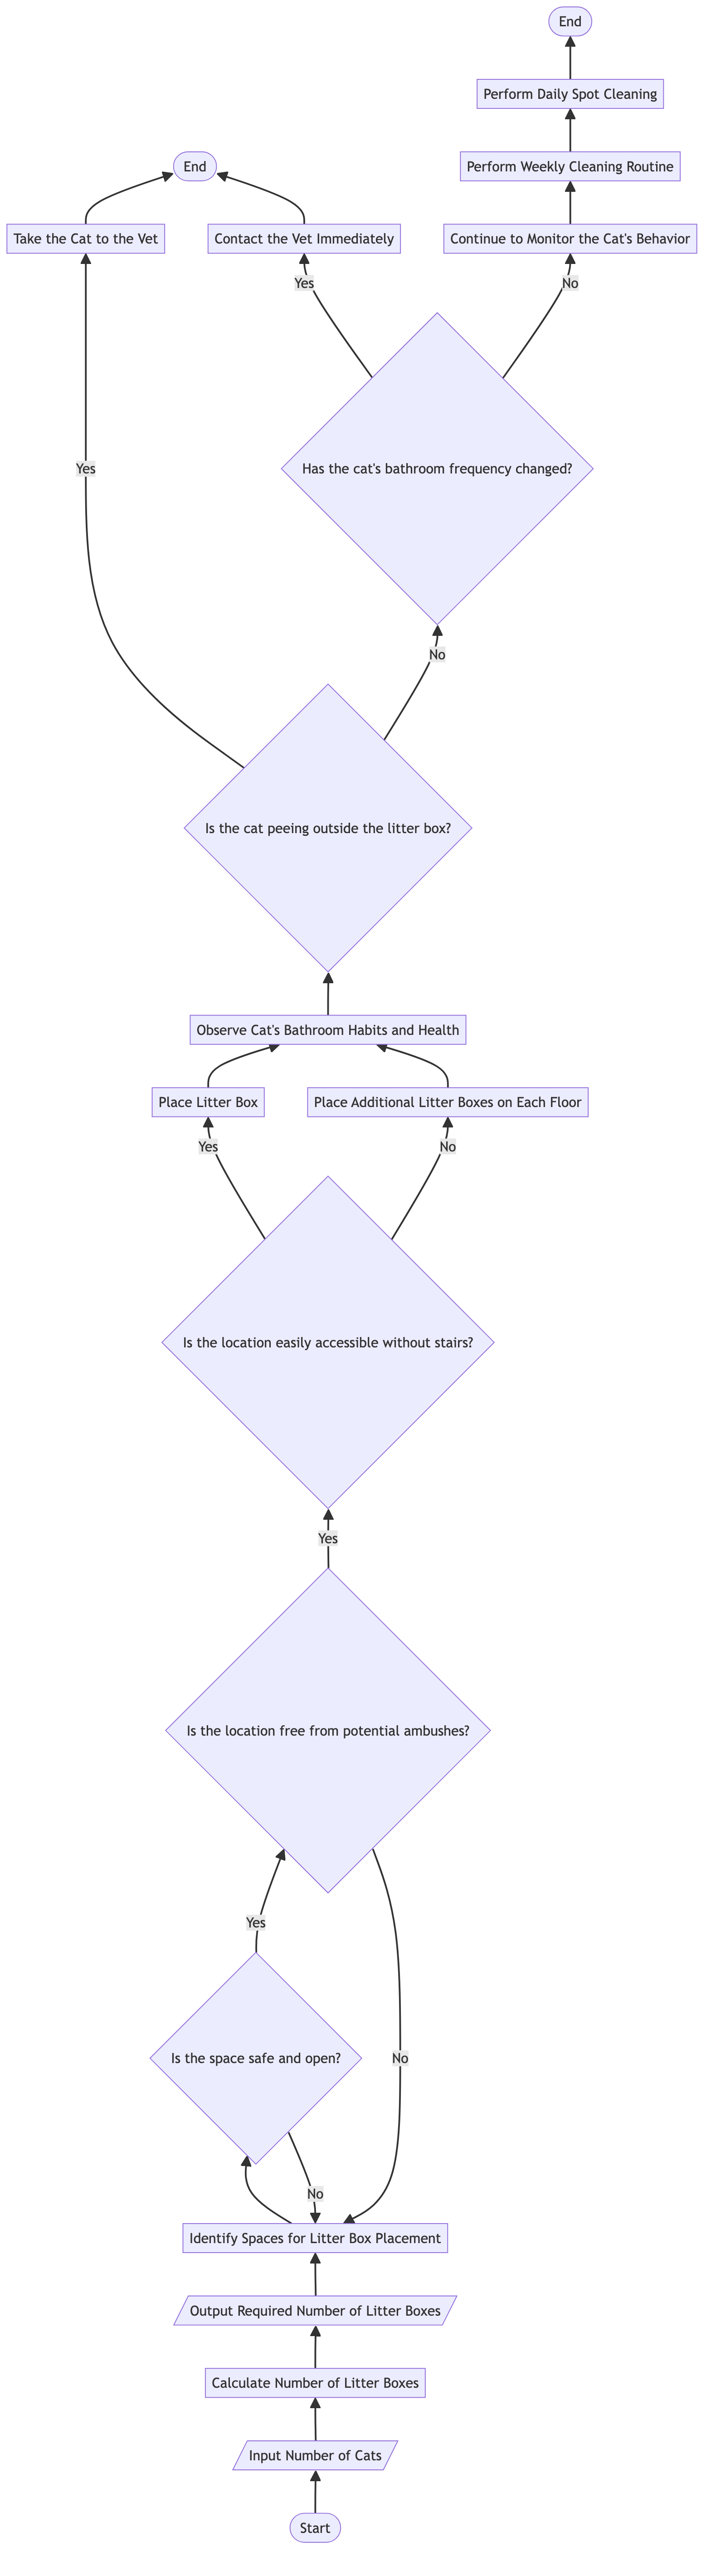 End
Perform Daily Spot Cleaning
End
Perform Weekly Cleaning Routine
Take the Cat to the Vet
Contact the Vet Immediately
Continue to Monitor the Cat's Behavior
Yes
No
Yes
Has the cat's bathroom frequency changed?
No
Is the cat peeing outside the litter box?
Observe Cat's Bathroom Habits and Health
Place Litter Box
Place Additional Litter Boxes on Each Floor
Yes
No
Is the location easily accessible without stairs?
Yes
Is the location free from potential ambushes?
Yes
Is the space safe and open?
No
No
Identify Spaces for Litter Box Placement
Output Required Number of Litter Boxes
Calculate Number of Litter Boxes
Input Number of Cats
Start